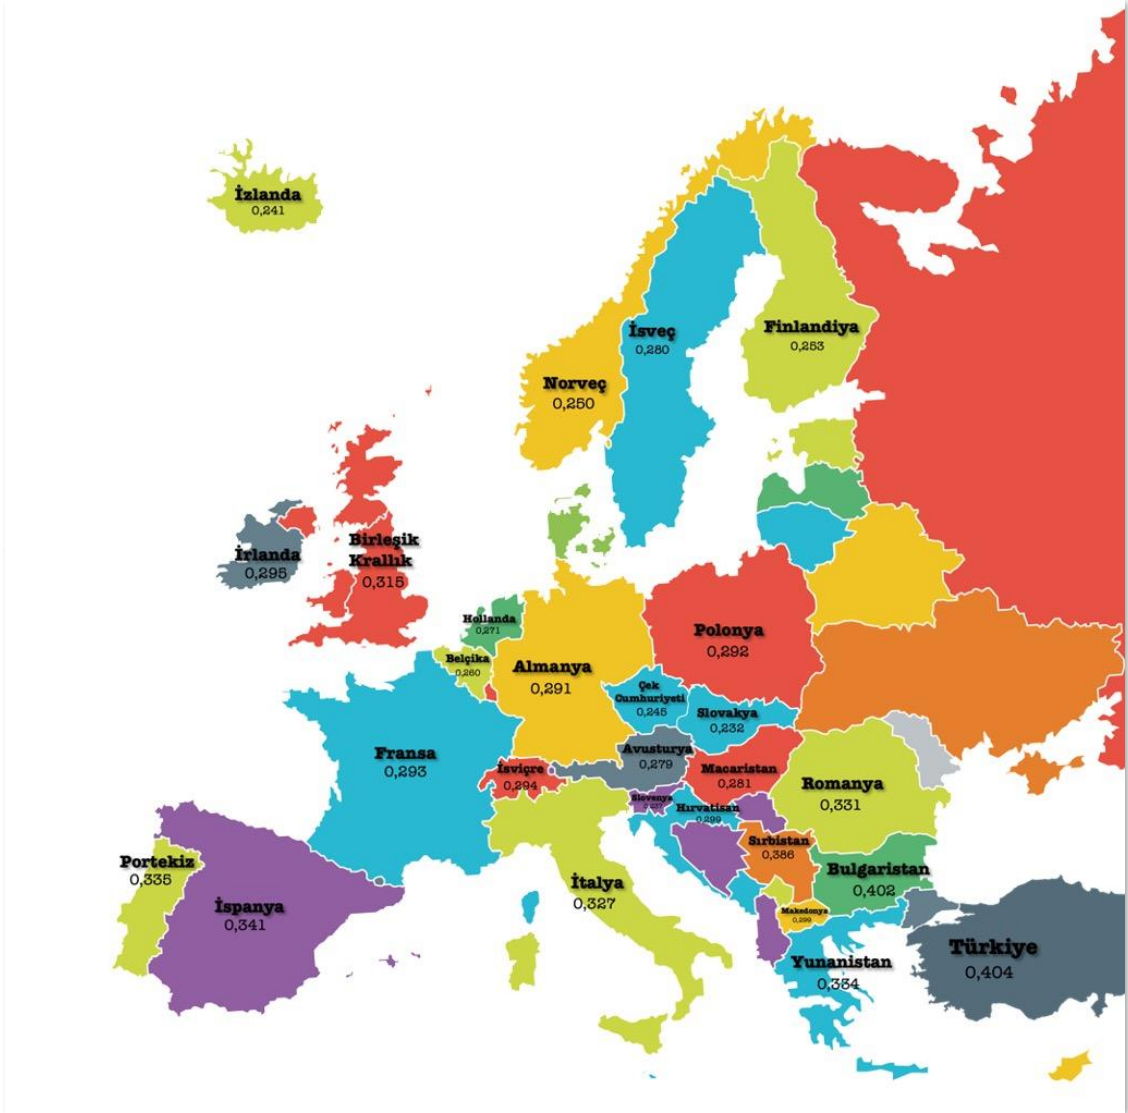 İzlanda
0,241
İsveç
0,280
Finlandiya
0,253
Norveç
0,250
İrlanda
0,295
Birleşik
Krallık
0,315
Hollanda
0,271
Belçika
0,260
Almanya
0,291
Polonya
0,292
Çek
Cumhuriyeti
0,245
Slovakya
0,232
Fransa
0,293
Avusturya
0,279
İsviçre
0,294
Macaristan
0,281
Romanya
0,331
Slovenya
0,237
Hırvatisan
0,299
Sırbistan
0,386
Portekiz
0,335
İspanya
0,341
İtalya
0,327
Bulgaristan
0,402
Makedonya
Yunanistan
0,334
Türkiye
0,404